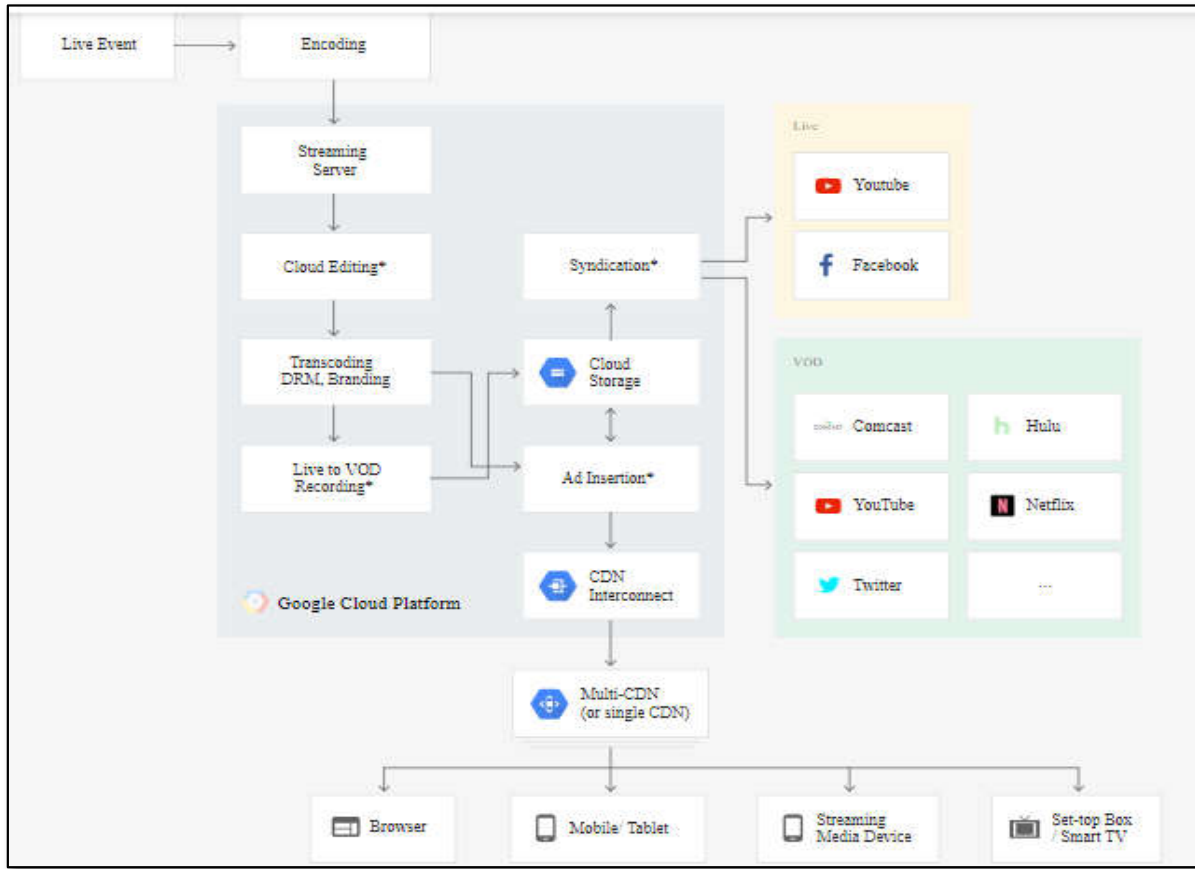 Live Event
Encoding
Streaming
Server
Cloud Editing*
Transcoding
DRM, Branding
Live to VOD
Recording*
Syndication*
Cloud
Storage
Ad Insertion*
CDN
Interconnect
Google Cloud Platform
Live
Youtube
Facebook
VOD
Comcast
Hulu
YouTube
N
Netflix
Twitter
...
Multi-CDN
(or single CDN)
Browser
Mobile/ Tablet
Streaming
Media Device
Set-top Box
/ Smart TV